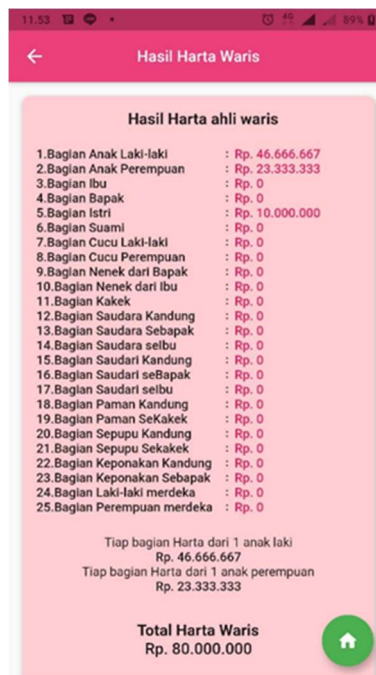 11.53 4G 89%
Hasil Harta Waris
Hasil Harta ahli waris
1.Bagian Anak Laki-laki : Rp. 46.666.667
2.Bagian Anak Perempuan : Rp. 23.333.333
3.Bagian Ibu : Rp. 0
4.Bagian Bapak : Rp. 0
5.Bagian Istri : Rp. 10.000.000
6.Bagian Suami : Rp. 0
7.Bagian Cucu Laki-laki : Rp. 0
8.Bagian Cucu Perempuan : Rp. 0
9.Bagian Nenek dari Bapak : Rp. 0
10.Bagian Nenek dari Ibu : Rp. 0
11.Bagian Kakek : Rp. 0
12.Bagian Saudara Kandung : Rp. 0
13.Bagian Saudara Sebapak : Rp. 0
14.Bagian Saudara seIbu : Rp. 0
15.Bagian Saudari Kandung : Rp. 0
16.Bagian Saudari seBapak : Rp. 0
17.Bagian Saudari seIbu : Rp. 0
18.Bagian Paman Kandung : Rp. 0
19.Bagian Paman SeKakek : Rp. 0
20.Bagian Sepupu Kandung : Rp. 0
21.Bagian Sepupu Sekakek : Rp. 0
22.Bagian Keponakan Kandung : Rp. 0
23.Bagian Keponakan Sebapak : Rp. 0
24.Bagian Laki-laki merdeka : Rp. 0
25.Bagian Perempuan merdeka : Rp. 0
Tiap bagian Harta dari 1 anak laki
Rp. 46.666.667
Tiap bagian Harta dari 1 anak perempuan
Rp. 23.333.333
Total Harta Waris
Rp. 80.000.000